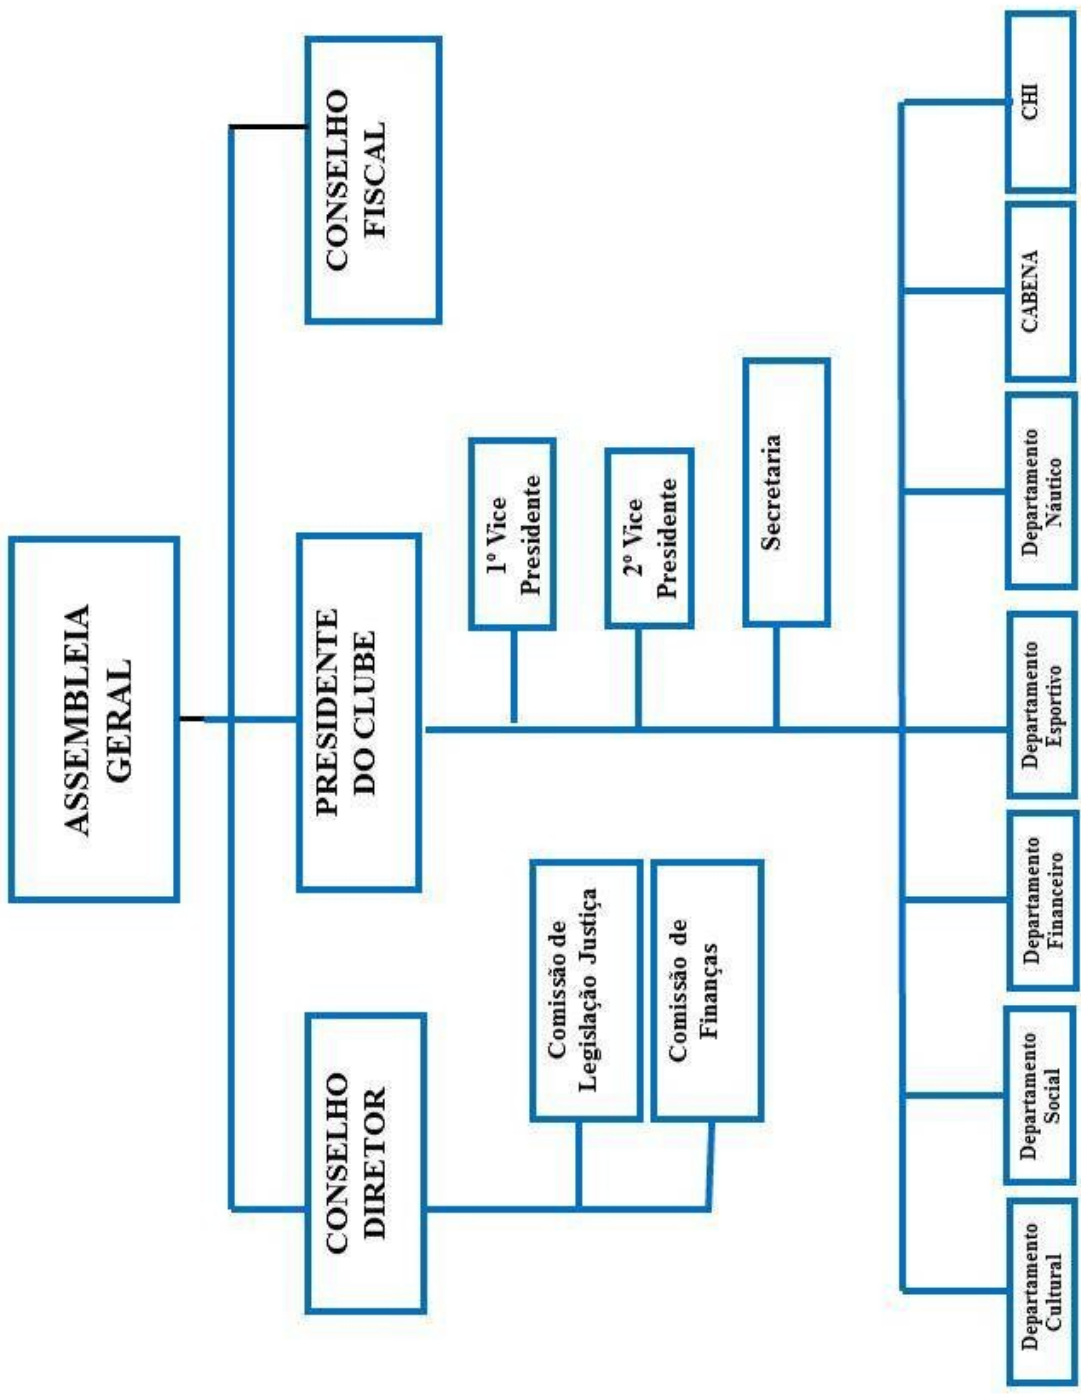 ASSEMBLEIA
GERAL
CONSELHO
DIRETOR
PRESIDENTE
DO CLUBE
CONSELHO
FISCAL
Comissão de
Legislação Justiça
Comissão de
Finanças
1º Vice
Presidente
2º Vice
Presidente
Secretaria
Departamento
Cultural
Departamento
Social
Departamento
Financeiro
Departamento
Esportivo
Departamento
Náutico
CABENA
CHI